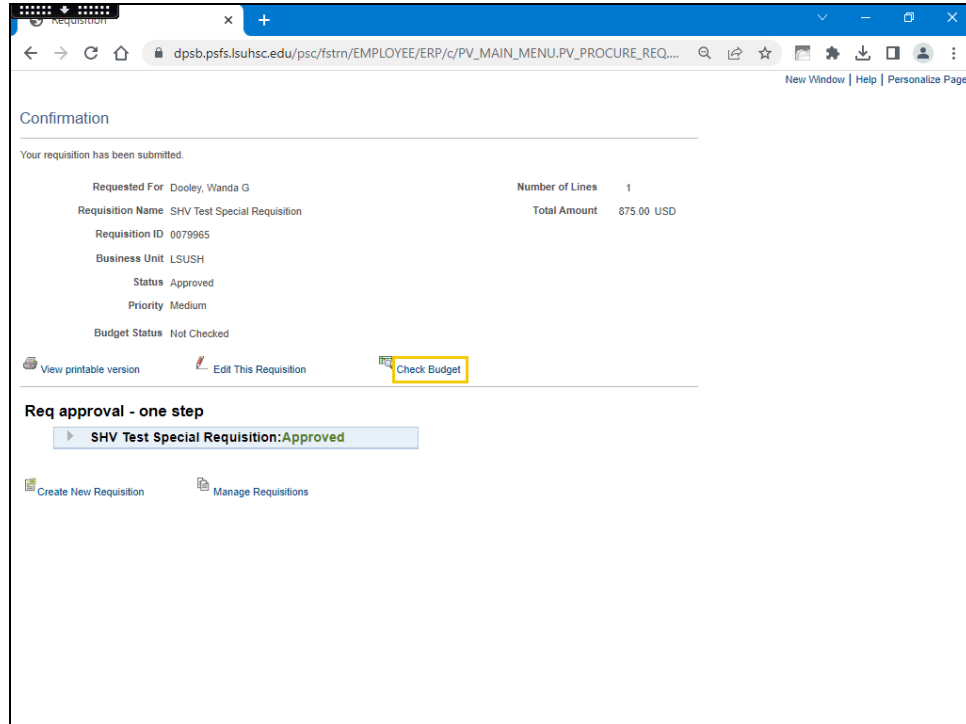 Requisition
dpsb.psfs.lsuhsc.edu/psc/fstrn/EMPLOYEE/ERP/c/PV_MAIN_MENU.PV_PROCURE_REQ....
New Window | Help | Personalize Page
Confirmation
Your requisition has been submitted.
Requested For Dooley, Wanda G Number of Lines 1
Requisition Name SHV Test Special Requisition Total Amount 875.00 USD
Requisition ID 0079965
Business Unit LSUSH
Status Approved
Priority Medium
Budget Status Not Checked
View printable version Edit This Requisition Check Budget
Req approval - one step
SHV Test Special Requisition:Approved
Create New Requisition Manage Requisitions